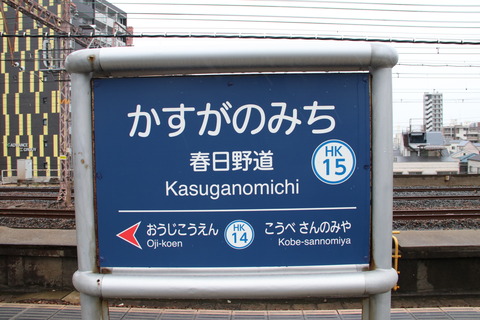 かすがのみち
春日野道
Kasuganomichi
HK
15
おうじこうえん
Oji-koen
HK
14
こうべさんのみや
Kobe-sannomiya